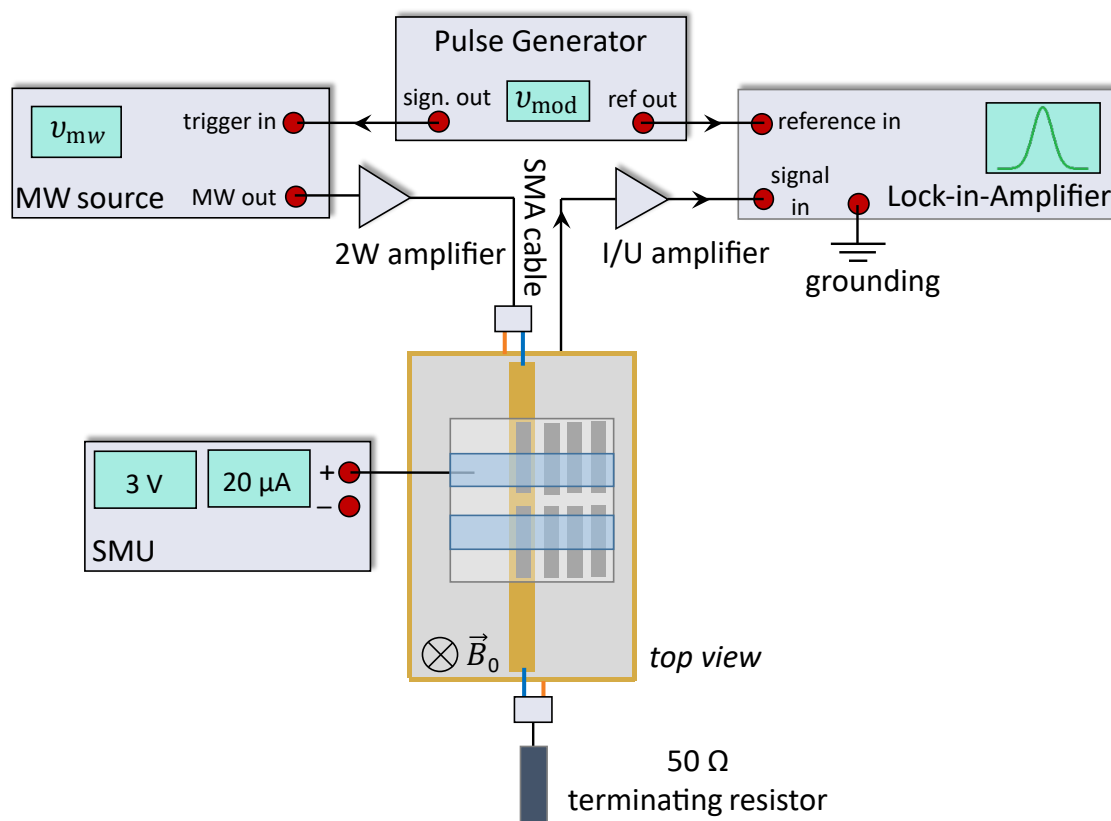 Pulse Generator
sign. out
υmod
ref out
υmw
trigger in
MW source
MW out
reference in
signal
in
Lock-in-Amplifier
2W amplifier
SMA cable
I/U amplifier
grounding
3 V
20 μA
+
–
SMU
B⃗0
top view
50 Ω
terminating resistor